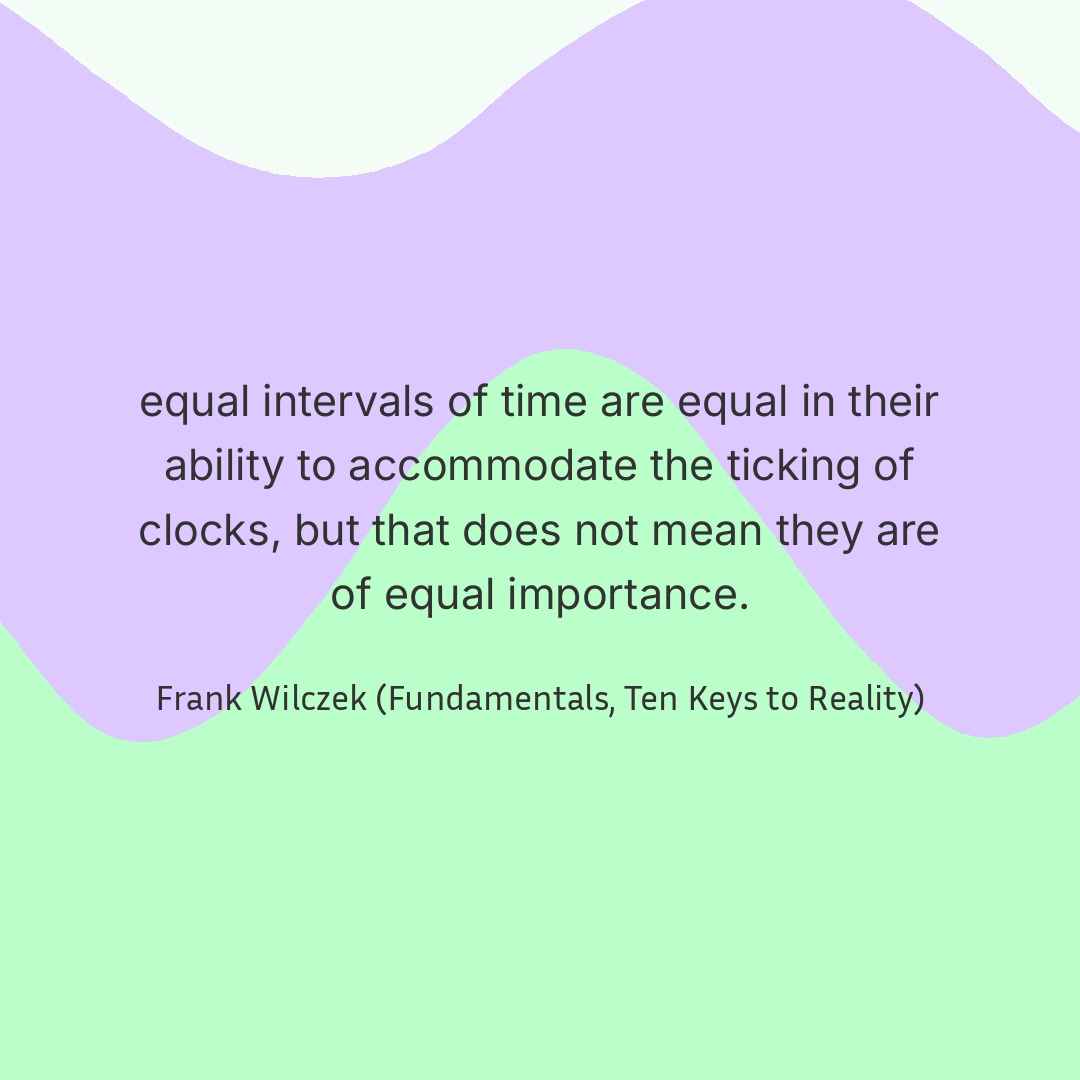 equal intervals of time are equal in their
ability to accommodate the ticking of
clocks, but that does not mean they are
of equal importance.
Frank Wilczek (Fundamentals, Ten Keys to Reality)